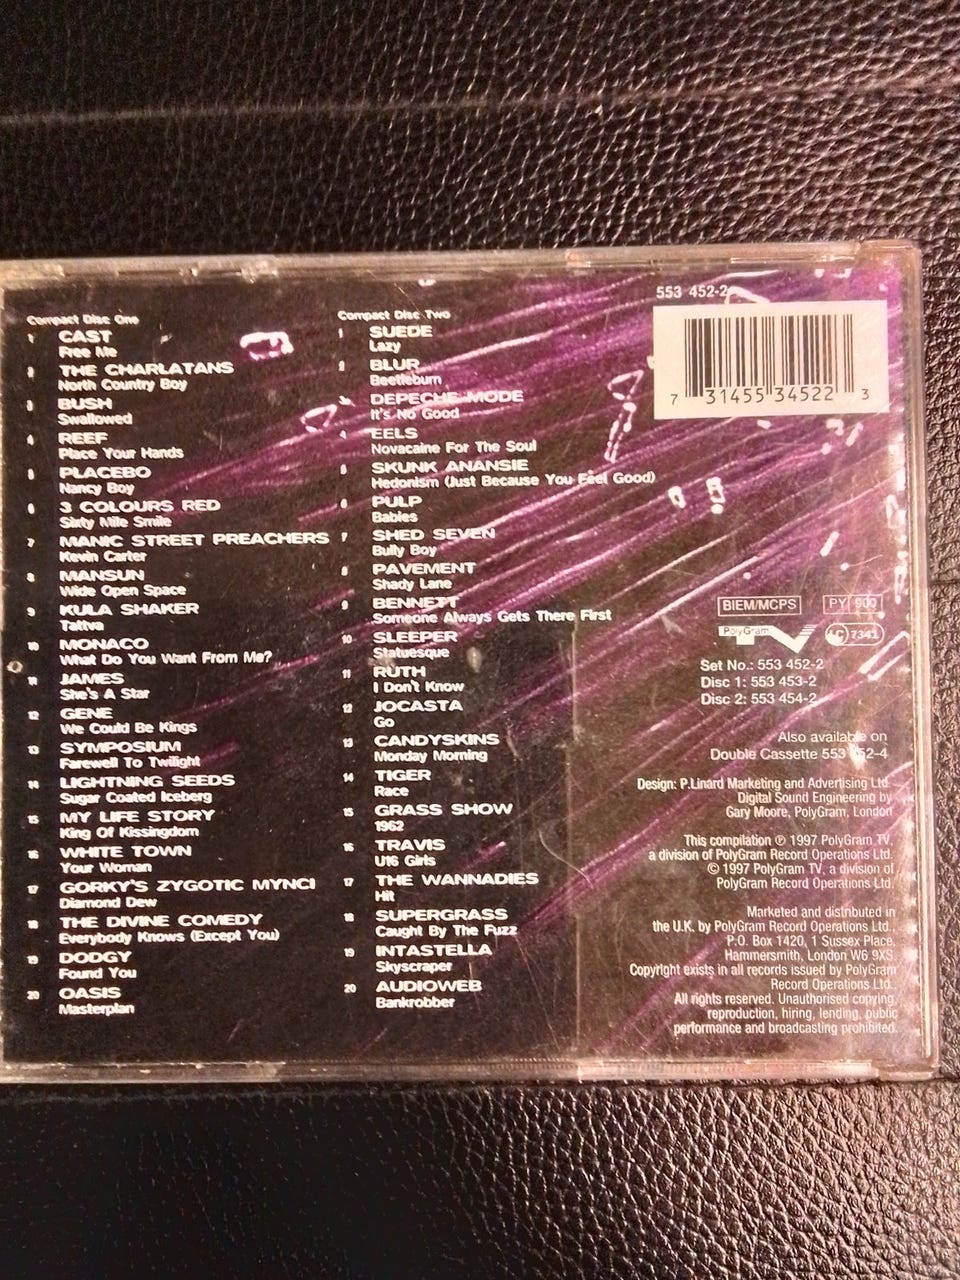 Compact Disc One
1 CAST
Free Me
2 THE CHARLATANS
North Country Boy
3 BUSH
Swallowed
4 REEF
Place Your Hands
5 PLACEBO
Nancy Boy
6 3 COLOURS RED
Sixty Mile Smile
7 MANIC STREET PREACHERS
Kevin Carter
8 MANSUN
Wide Open Space
9 KULA SHAKER
Tattva
10 MONACO
What Do You Want From Me?
11 JAMES
She's A Star
12 GENE
We Could Be Kings
13 SYMPOSIUM
Farewell To Twilight
14 LIGHTNING SEEDS
Sugar Coated Iceberg
15 MY LIFE STORY
King Of Kissingdom
16 WHITE TOWN
Your Woman
17 GORKY'S ZYGOTIC MYNCI
Diamond Dew
18 THE DIVINE COMEDY
Everybody Knows (Except You)
19 DODGY
Found You
20 OASIS
Masterplan
Compact Disc Two
1 SUEDE
Lazy
2 BLUR
Beetlebum
3 DEPECHE MODE
It's No Good
4 EELS
Novacaine For The Soul
5 SKUNK ANANSIE
Hedonism (Just Because You Feel Good)
6 PULP
Babies
7 SHED SEVEN
Bully Boy
8 PAVEMENT
Shady Lane
9 BENNETT
Someone Always Gets There First
10 SLEEPER
Statuesque
11 RUTH
I Don't Know
12 JOCASTA
Go
13 CANDYSKINS
Monday Morning
14 TIGER
Race
15 GRASS SHOW
1962
16 TRAVIS
U16 Girls
17 THE WANNADIES
Hit
18 SUPERGRASS
Caught By The Fuzz
19 INTASTELLA
Skyscraper
20 AUDIOWEB
Bankrobber
553 452-2
7 31455 34522 3
BIEM/MCPS PY 900
PolyGram LC 7341
Set No.: 553 452-2
Disc 1: 553 453-2
Disc 2: 553 454-2
Also available on
Double Cassette 553 452-4
Design: P.Linard Marketing and Advertising Ltd.
Digital Sound Engineering by
Gary Moore, PolyGram, London
This compilation ℗ 1997 PolyGram TV,
a division of PolyGram Record Operations Ltd.
© 1997 PolyGram TV, a division of
PolyGram Record Operations Ltd.
Marketed and distributed in
the U.K. by PolyGram Record Operations Ltd.,
P.O. Box 1420, 1 Sussex Place,
Hammersmith, London W6 9XS.
Copyright exists in all records issued by PolyGram
Record Operations Ltd.
All rights reserved. Unauthorised copying,
reproduction, hiring, lending, public
performance and broadcasting prohibited.